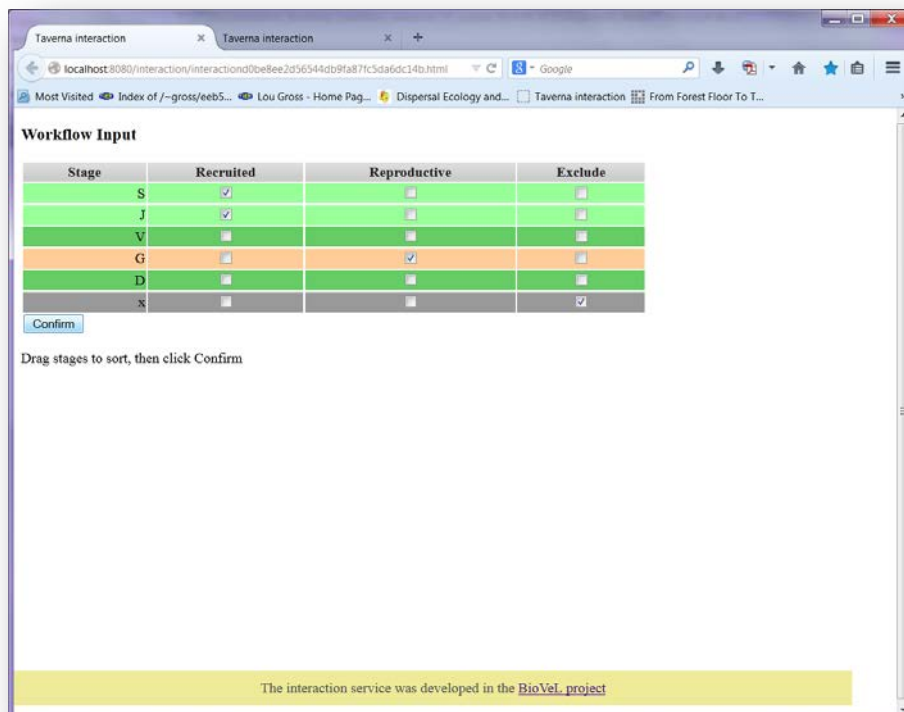 Taverna interaction Taverna interaction
localhost:8080/interaction/interactiond0be8ee2d56544db9fa87fc5da6dc14b.html Google
Most Visited Index of /~gross/eeb5... Lou Gross - Home Pag... Dispersal Ecology and... Taverna interaction From Forest Floor To T...
Workflow Input
Stage Recruited Reproductive Exclude
S
J
V
G
D
x
Confirm
Drag stages to sort, then click Confirm
The interaction service was developed in the BioVeL project